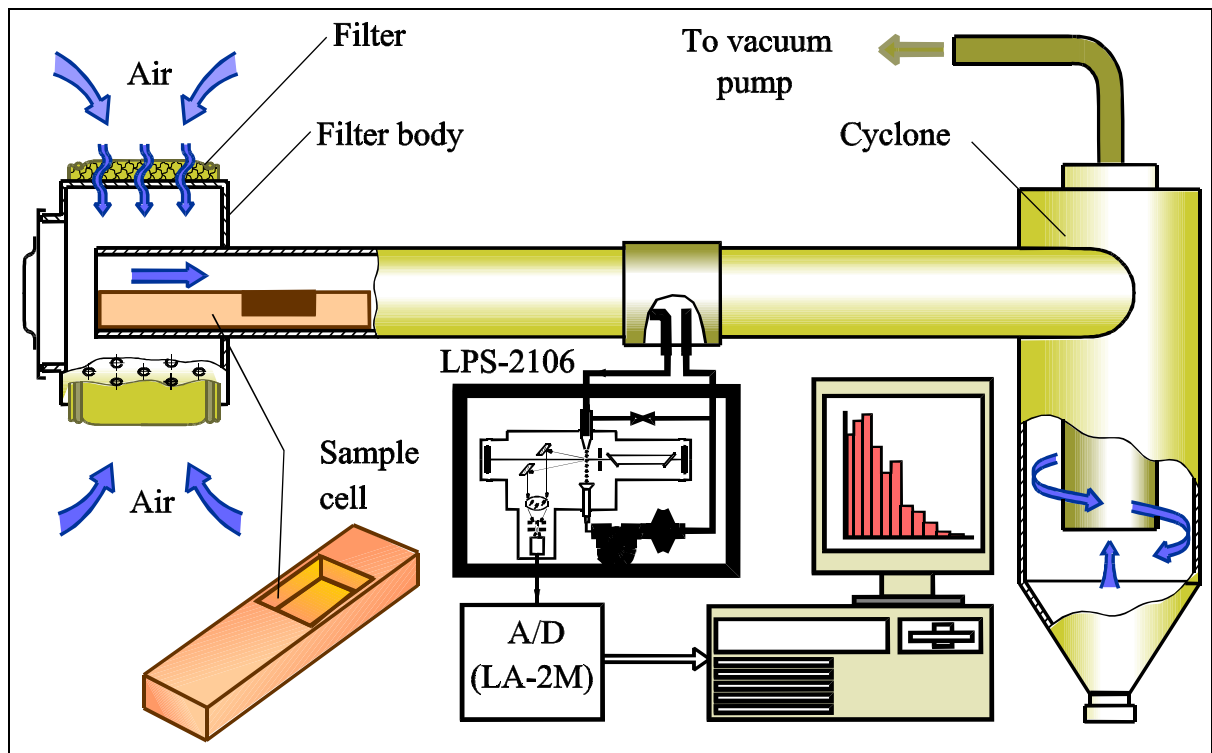 Filter
Air
Filter body
To vacuum
pump
Cyclone
LPS-2106
Sample
cell
Air
A/D
(LA-2M)